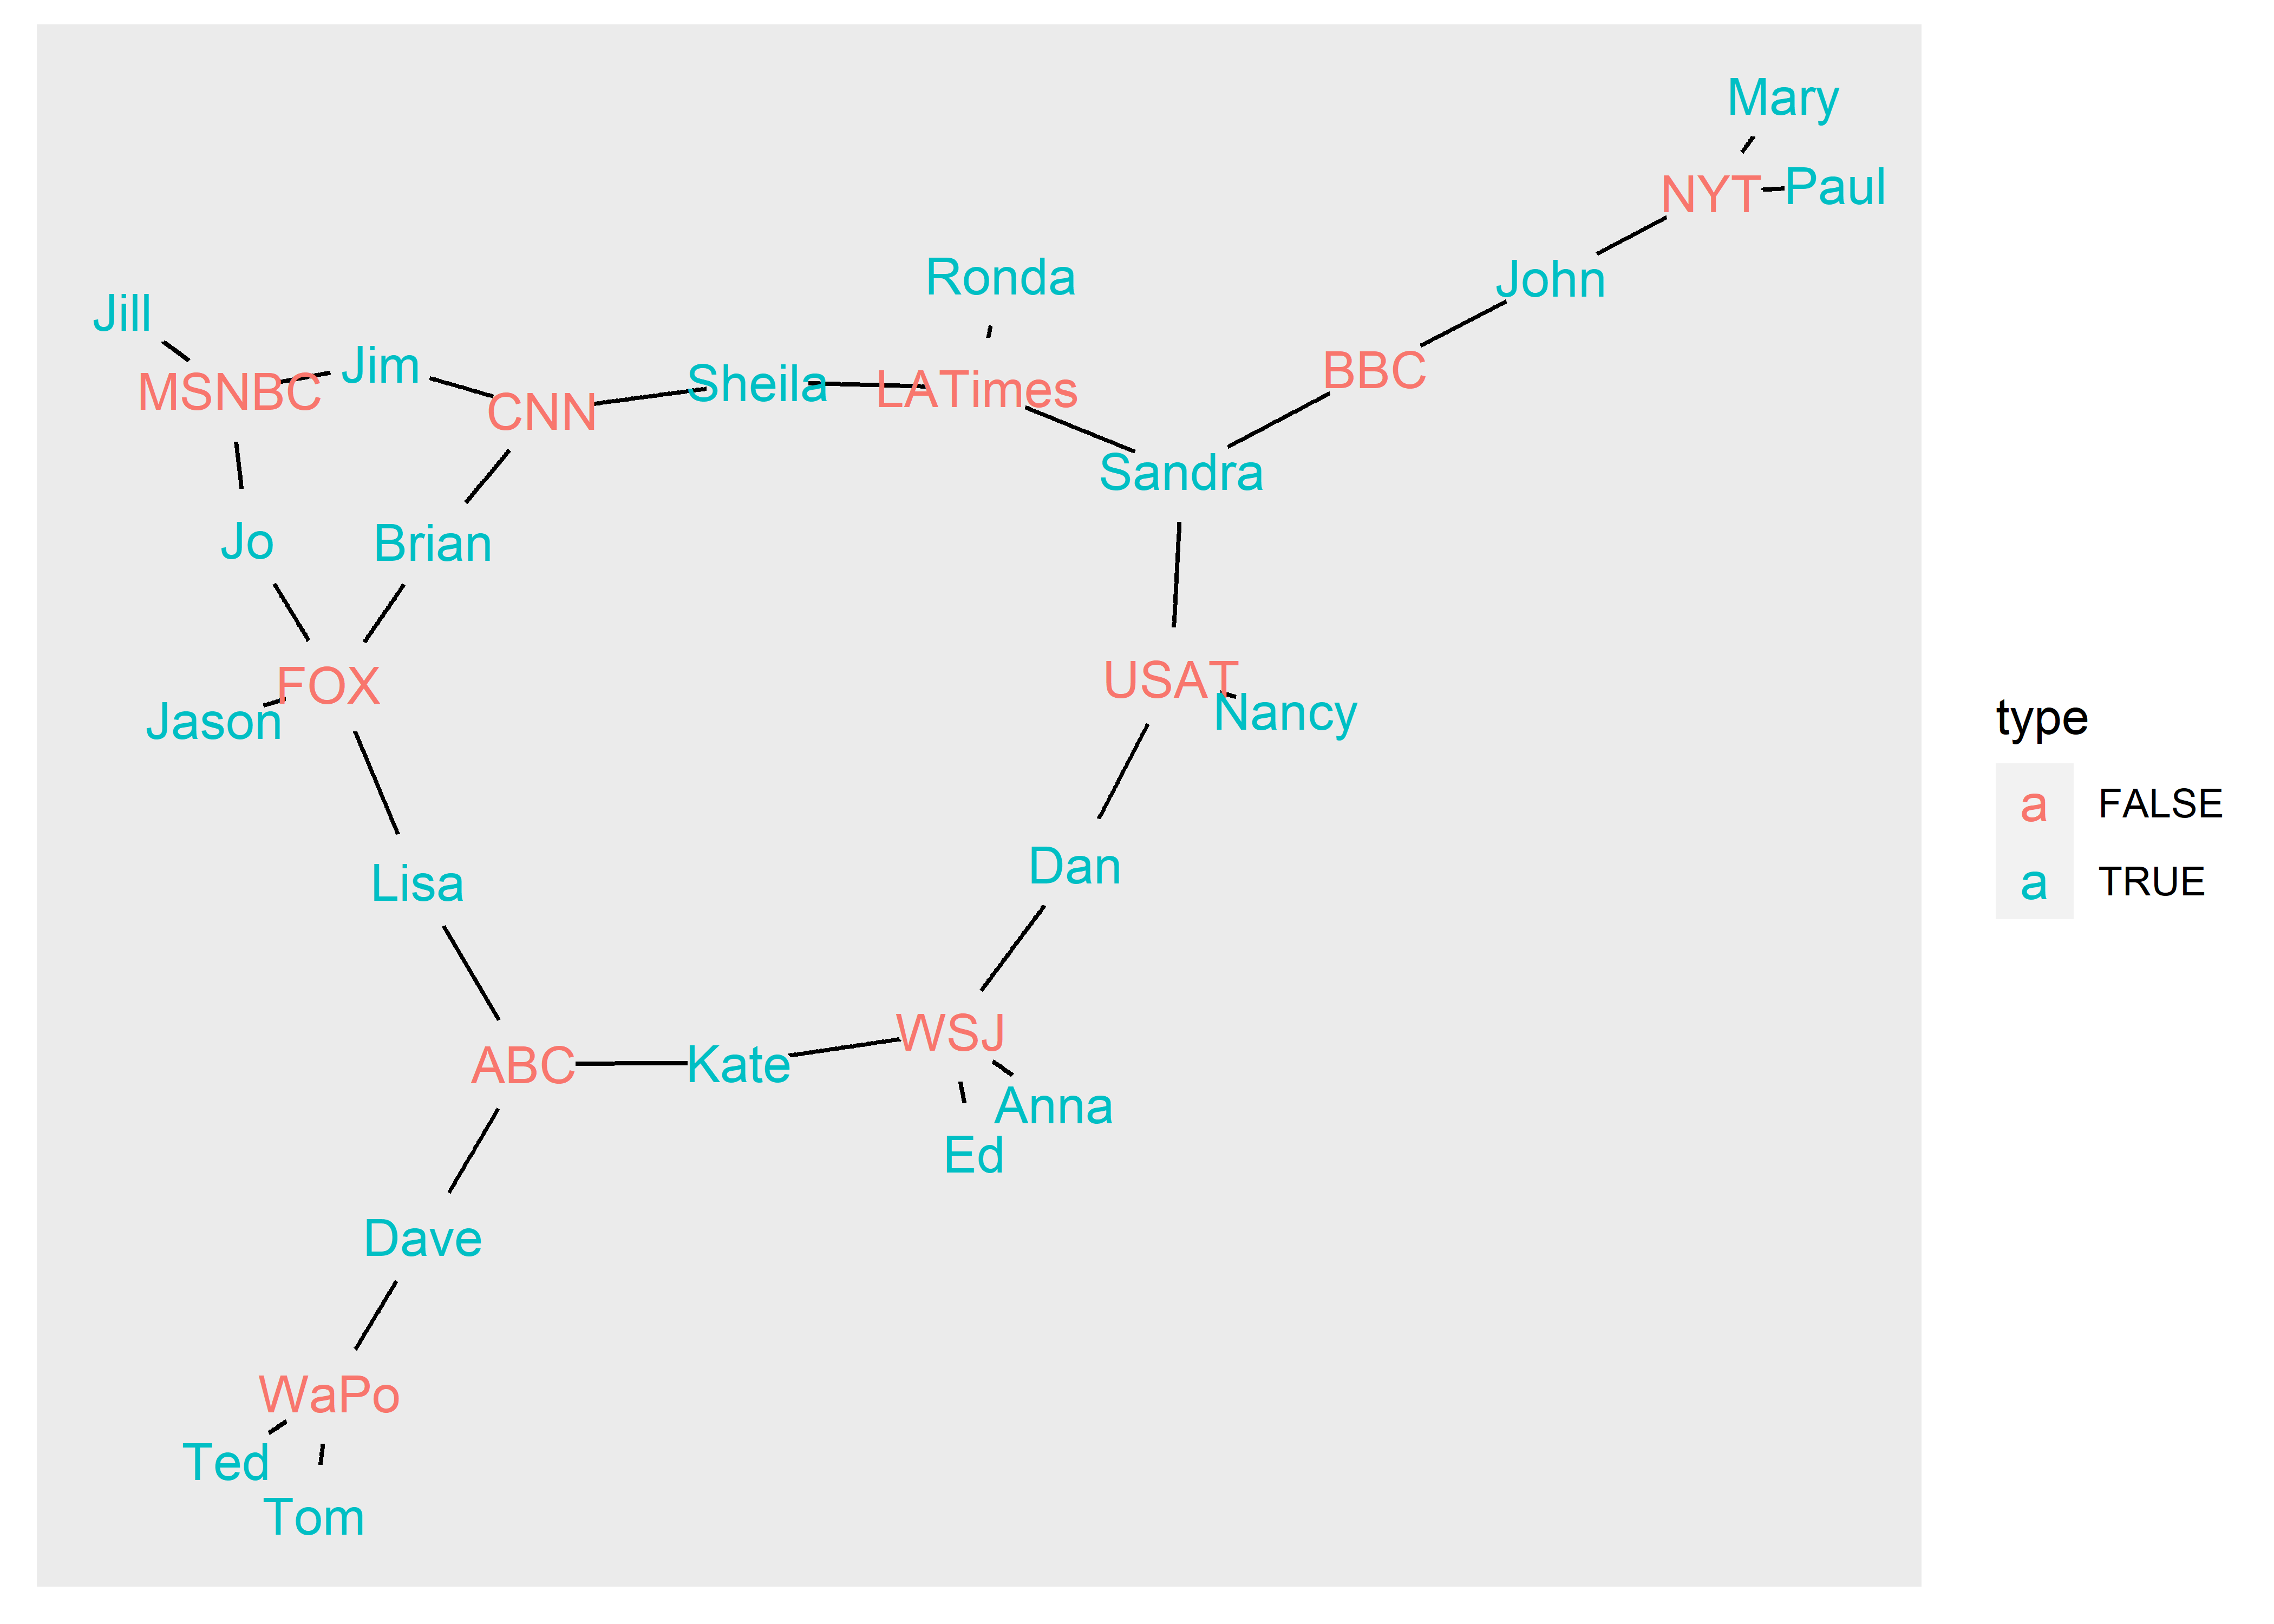 Mary
NYT
Paul
Ronda
John
Jill
Jim
BBC
MSNBC
Sheila
LATimes
CNN
Sandra
Jo
Brian
FOX
USAT
Jason
Nancy
type
a FALSE
a TRUE
Lisa
Dan
WSJ
ABC
Kate
Anna
Ed
Dave
WaPo
Ted
Tom